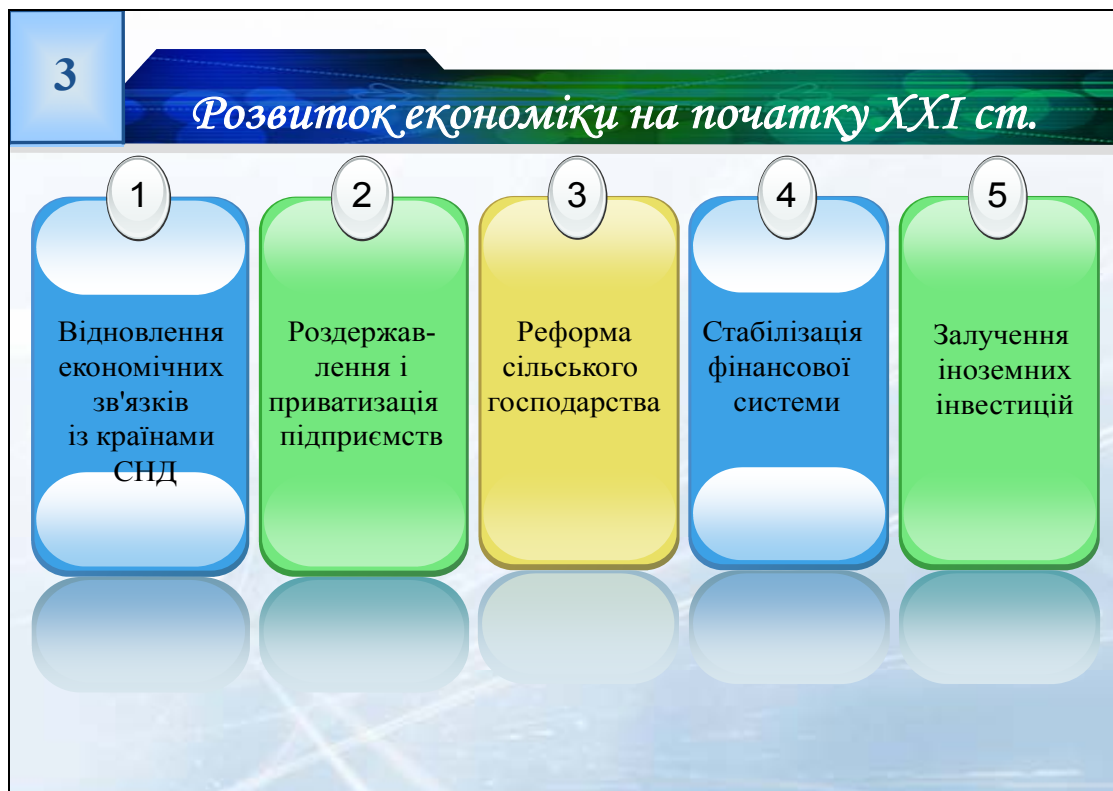 3
Розвиток економіки на початку ХХІ ст.
1
Відновлення
економічних
зв'язків
із країнами
СНД
2
Роздержав-
лення і
приватизація
підприємств
3
Реформа
сільського
господарства
4
Стабілізація
фінансової
системи
5
Залучення
іноземних
інвестицій